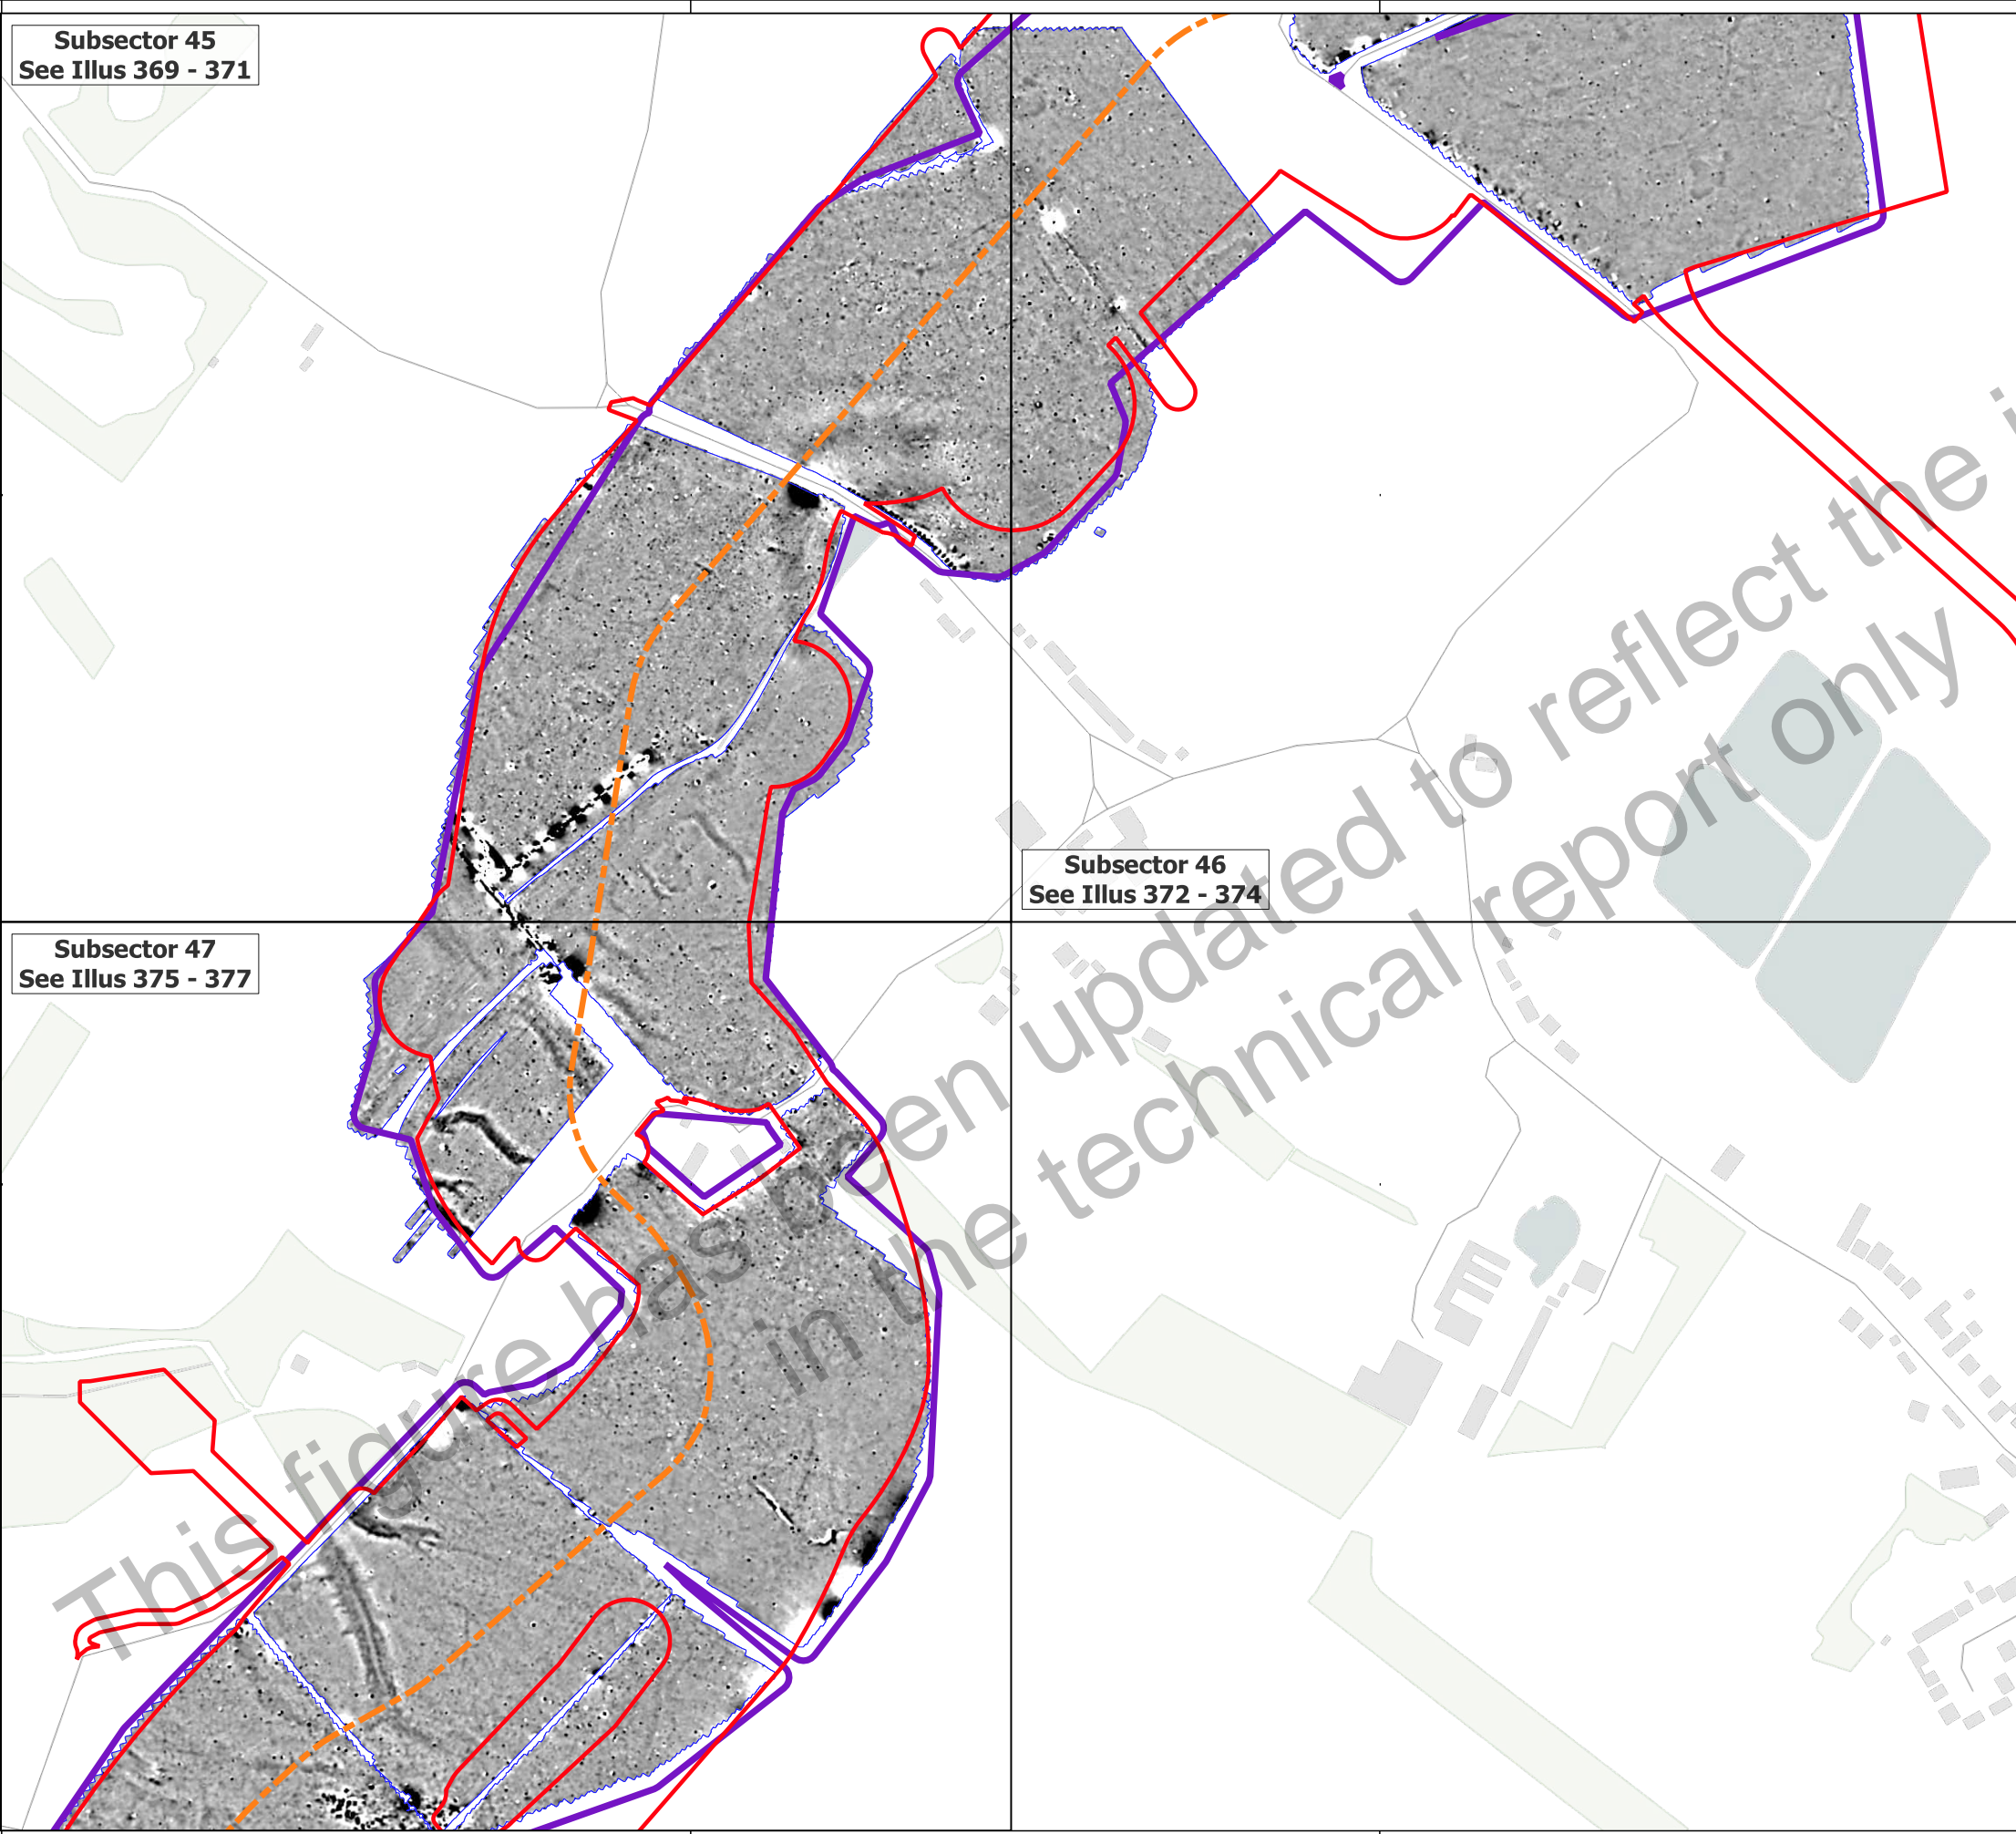 Subsector 45
See Illus 369 - 371
Subsector 46
See Illus 372 - 374
Subsector 47
See Illus 375 - 377
This figure has been updated to reflect the i
in the technical report only